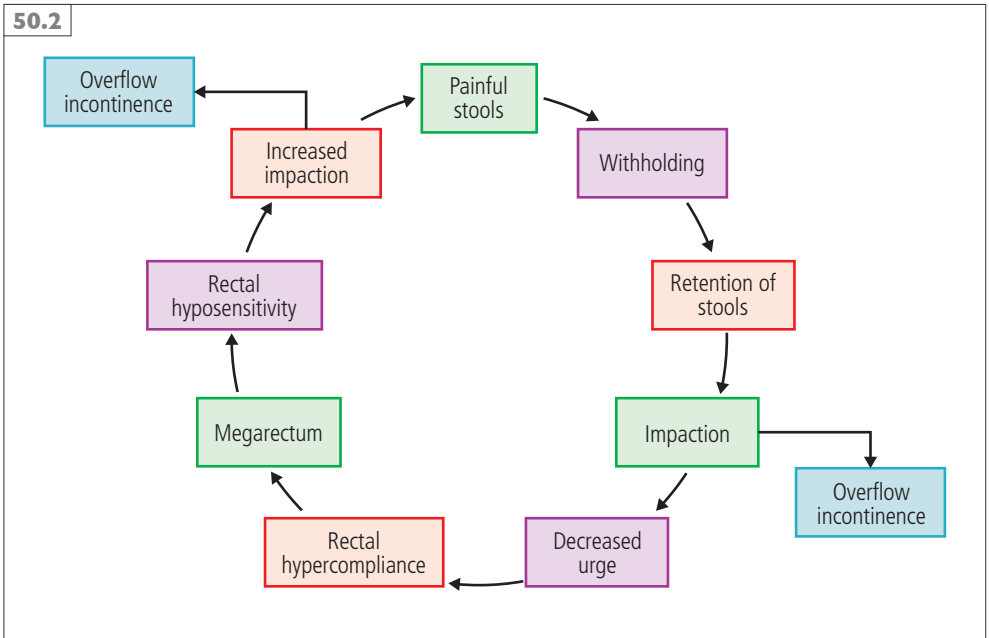 50.2
Overflow
incontinence
Painful
stools
Increased
impaction
Withholding
Rectal
hyposensitivity
Retention of
stools
Megarectum
Impaction
Overflow
incontinence
Rectal
hypercompliance
Decreased
urge